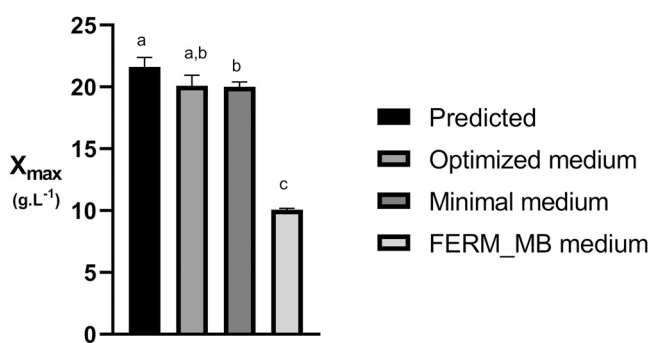 25
20
15
10
5
0
Xmax
(g.L-1)
a
a,b
b
c
Predicted
Optimized medium
Minimal medium
FERM_MB medium